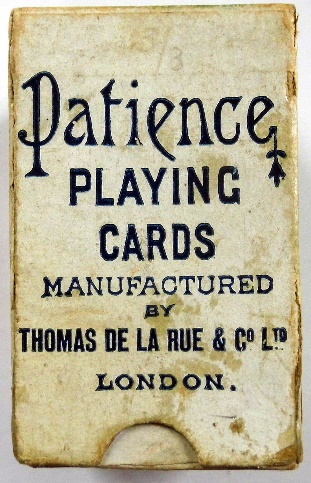 Patience
PLAYING
CARDS
MANUFACTURED
BY
THOMAS DE LA RUE & Cº LTD
LONDON.